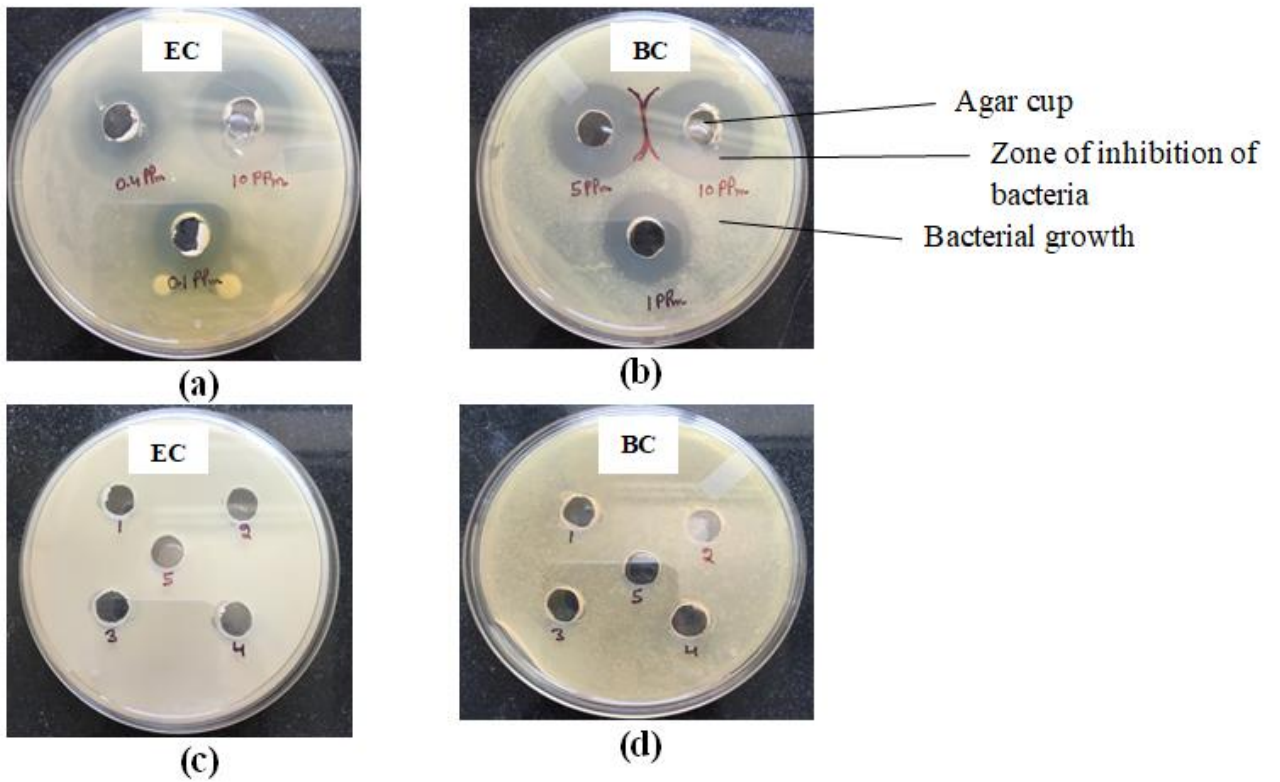 EC
0.4 PPm
10 PPm
0.1 PPm
(a)
BC
5 PPm
10 PPm
1 PPm
Agar cup
Zone of inhibition of
bacteria
Bacterial growth
(b)
EC
1
2
5
3
4
(c)
BC
1
2
5
3
4
(d)